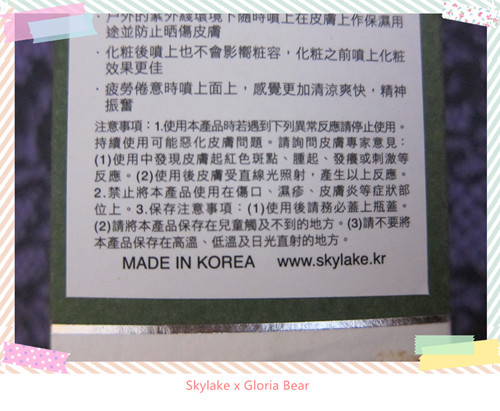 ·戶外的紫外綫環境下隨時噴上在皮膚上作保濕用
途並防止晒傷皮膚
·化粧後噴上也不會影嚮粧容,化粧之前噴上化粧
效果更佳
·疲勞倦意時噴上面上,感覺更加清涼爽快,精神
振奮
注意事項:1.使用本產品時若遇到下列異常反應請停止使用。
持續使用可能惡化皮膚問題。請詢問皮膚專家意見:
(1)使用中發現皮膚起紅色斑點、腫起、發癢或刺激等
反應。(2)使用後皮膚受直線光照射,產生以上反應。
2.禁止將本產品使用在傷口、濕疹、皮膚炎等症狀部
位上。3.保存注意事項:(1)使用後請務必蓋上瓶蓋。
(2)請將本產品保存在兒童觸及不到的地方。(3)請不要將
本產品保存在高溫、低溫及日光直射的地方。
MADE IN KOREA www.skylake.kr
Skylake x Gloria Bear